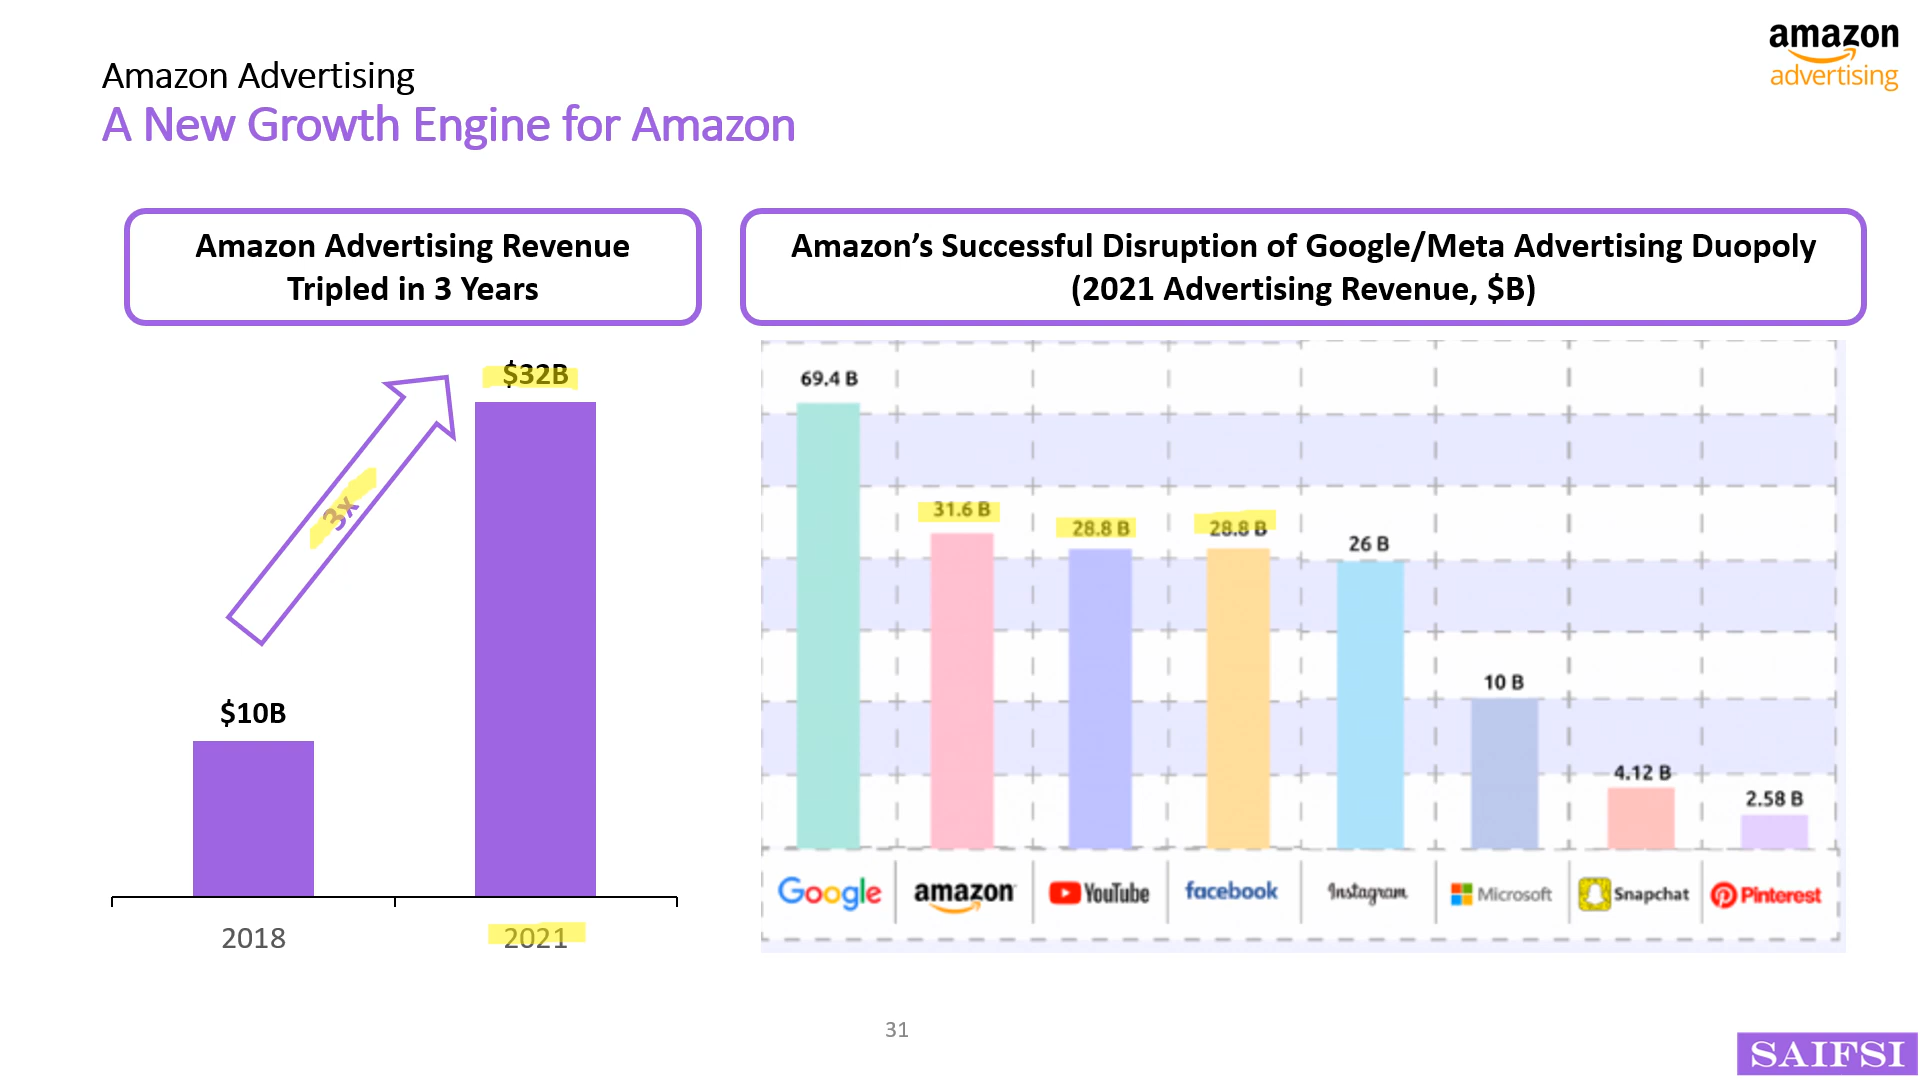 amazon
advertising
Amazon Advertising
A New Growth Engine for Amazon
Amazon Advertising Revenue
Tripled in 3 Years
$32B
3x
$10B
2018
2021
Amazon’s Successful Disruption of Google/Meta Advertising Duopoly
(2021 Advertising Revenue, $B)
69.4 B
31.6 B
28.8 B
28.8 B
26 B
10 B
4.12 B
2.58 B
Google
amazon
YouTube
facebook
Instagram
Microsoft
Snapchat
Pinterest
31
SAIFSI